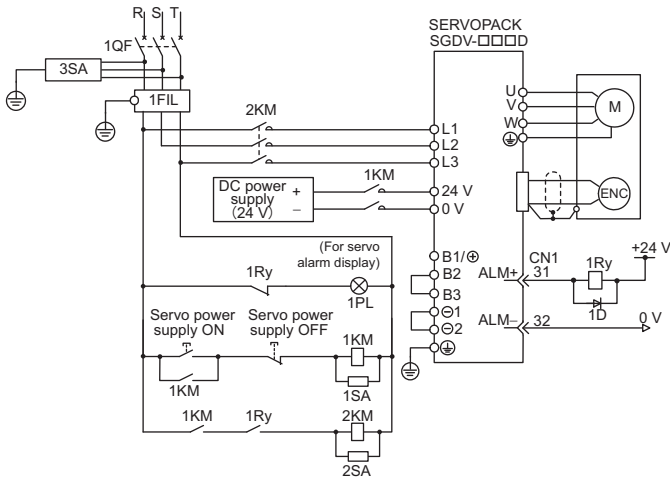 R S T
SERVOPACK
SGDV-□□□D
1QF
3SA
1FIL
2KM
U
V
W
M
L1
L2
L3
1KM
DC power
supply
(24 V)
+
−
24 V
0 V
ENC
(For servo
alarm display)
B1/⊕
B2
B3
⊖1
⊖2
ALM+
CN1
31
1Ry
+24 V
1D
ALM−
32
0 V
1Ry
1PL
Servo power
supply ON
Servo power
supply OFF
1KM
1KM
1SA
1KM
1Ry
2KM
2SA